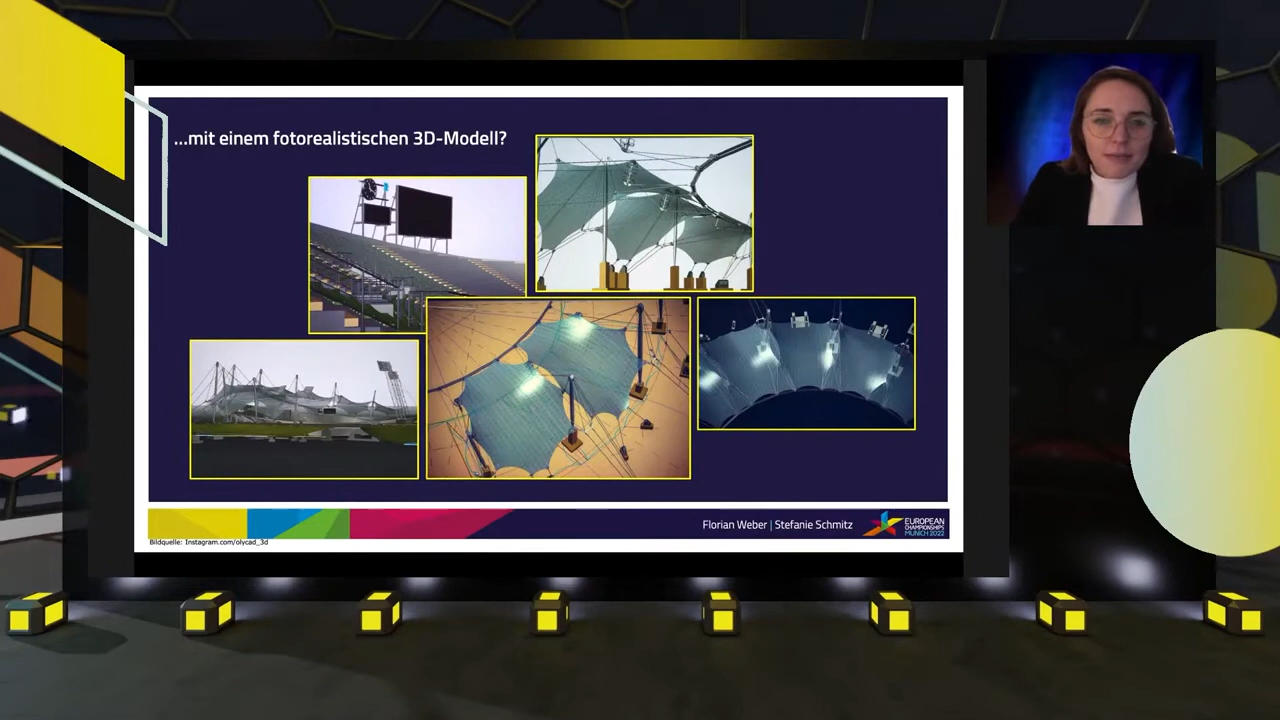 ...mit einem fotorealistischen 3D-Modell?
Florian Weber | Stefanie Schmitz
EUROPEAN
CHAMPIONSHIPS
MUNICH 2022
Bildquelle: Instagram.com/olycad_3d